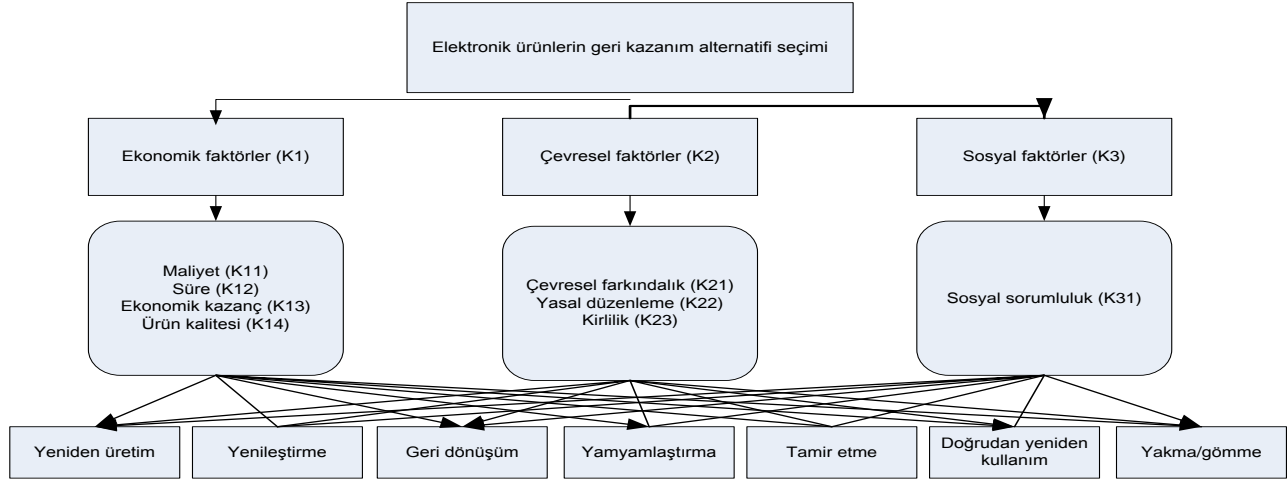 Elektronik ürünlerin geri kazanım alternatifi seçimi
Ekonomik faktörler (K1)
Çevresel faktörler (K2)
Sosyal faktörler (K3)
Maliyet (K11)
Süre (K12)
Ekonomik kazanç (K13)
Ürün kalitesi (K14)
Çevresel farkındalık (K21)
Yasal düzenleme (K22)
Kirlilik (K23)
Sosyal sorumluluk (K31)
Yeniden üretim
Yenileştirme
Geri dönüşüm
Yamyamlaştırma
Tamir etme
Doğrudan yeniden
kullanım
Yakma/gömme